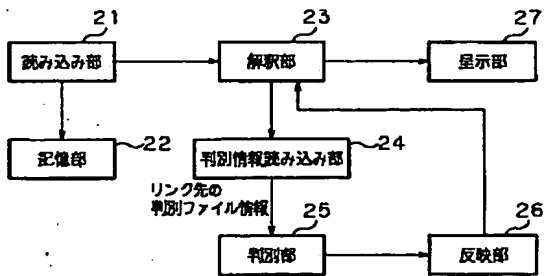 21
23
27
読み込み部
解釈部
呈示部
22
24
記憶部
判別情報読み込み部
リンク先の
判別ファイル情報
25
26
判別部
反映部